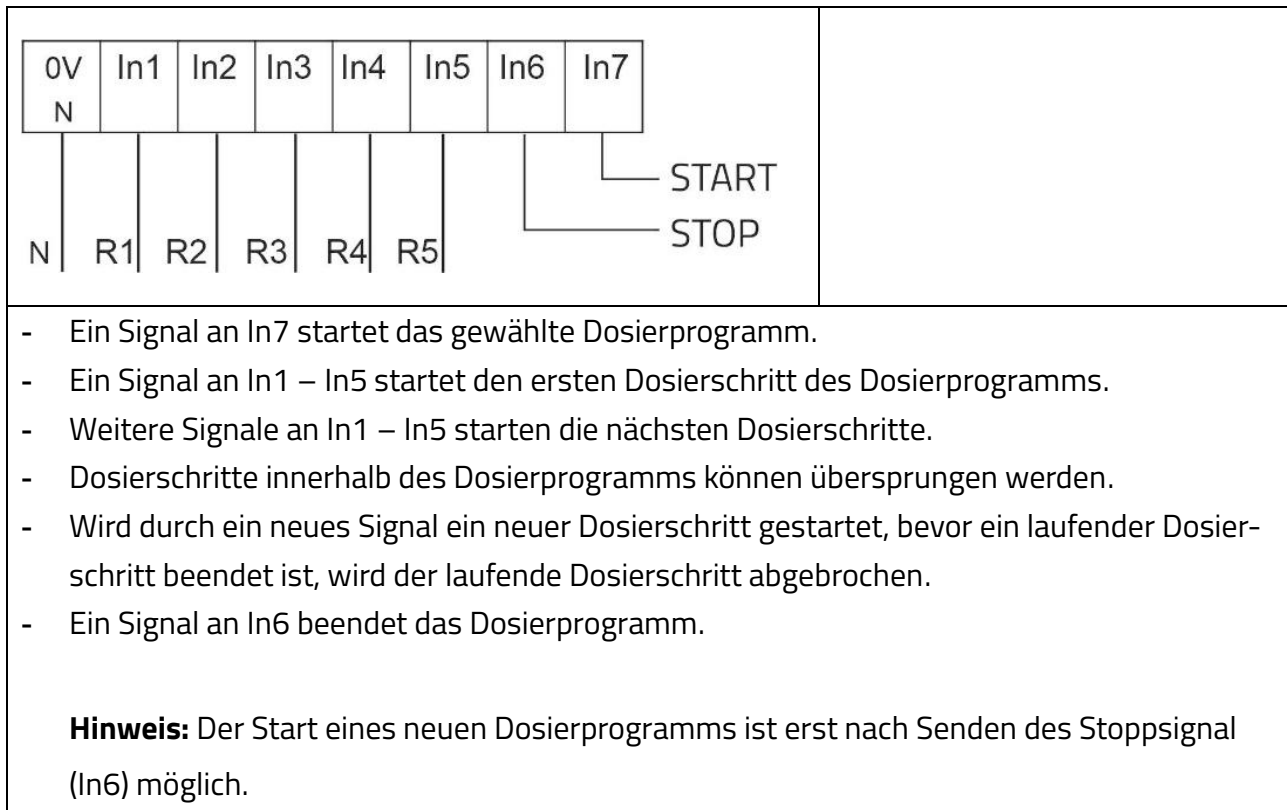 0V In1 In2 In3 In4 In5 In6 In7
N
START
STOP
N R1 R2 R3 R4 R5
- Ein Signal an In7 startet das gewählte Dosierprogramm.
- Ein Signal an In1 – In5 startet den ersten Dosierschritt des Dosierprogramms.
- Weitere Signale an In1 – In5 starten die nächsten Dosierschritte.
- Dosierschritte innerhalb des Dosierprogramms können übersprungen werden.
- Wird durch ein neues Signal ein neuer Dosierschritt gestartet, bevor ein laufender Dosier-
schritt beendet ist, wird der laufende Dosierschritt abgebrochen.
- Ein Signal an In6 beendet das Dosierprogramm.
Hinweis: Der Start eines neuen Dosierprogramms ist erst nach Senden des Stoppsignal
(In6) möglich.